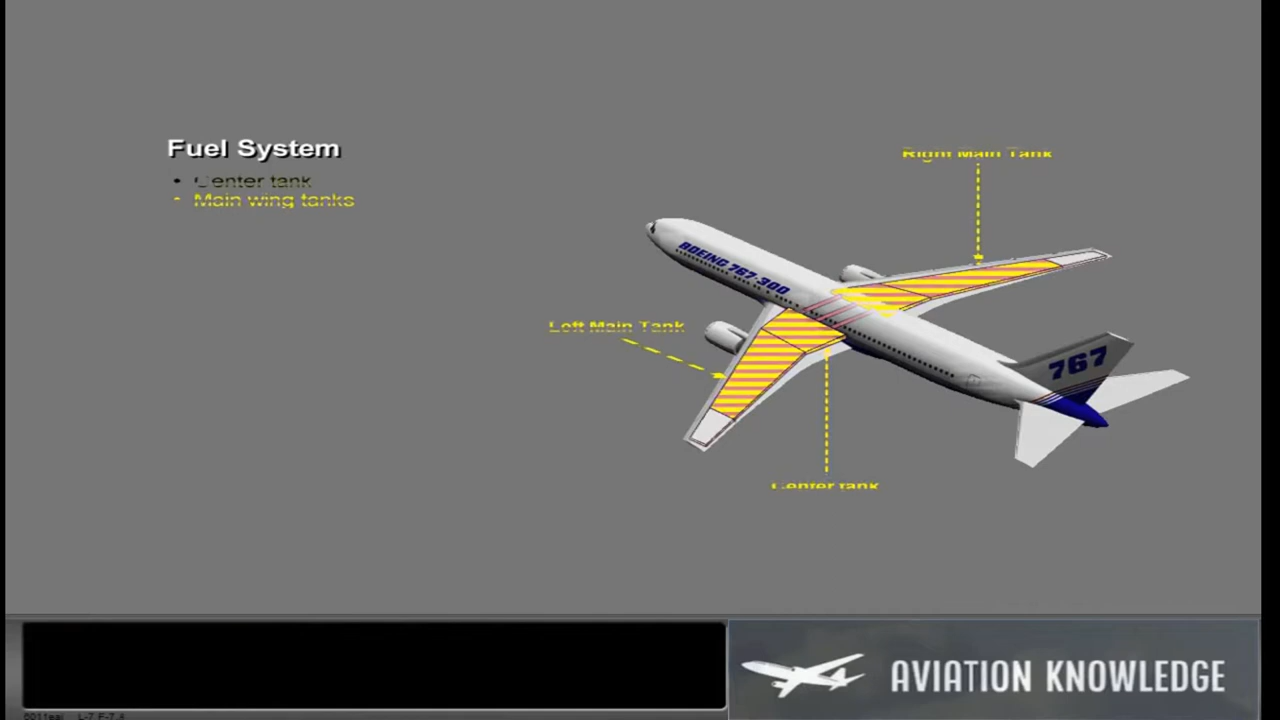 Fuel System
• Center tank
• Main wing tanks
Right Main Tank
BOEING 767-300
Left Main Tank
767
Center tank
AVIATION KNOWLEDGE